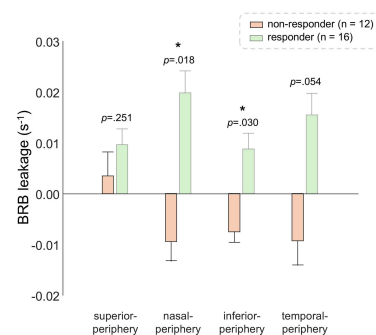 non-responder (n = 12)
responder (n = 16)
0.03
0.02
0.01
0.00
-0.01
-0.02
BRB leakage (s⁻¹)
p=.251
*
p=.018
*
p=.030
p=.054
superior-
periphery
nasal-
periphery
inferior-
periphery
temporal-
periphery